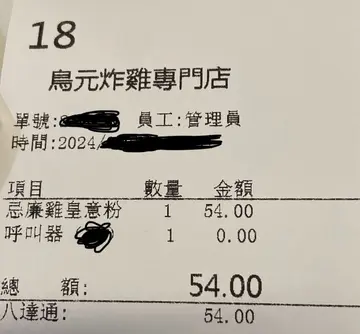 18
鳥元炸雞專門店
單號: 員工:管理員
時間:2024/
項目 數量 金額
忌廉雞皇意粉 1 54.00
呼叫器 1 0.00
總 額: 54.00
八達通: 54.00